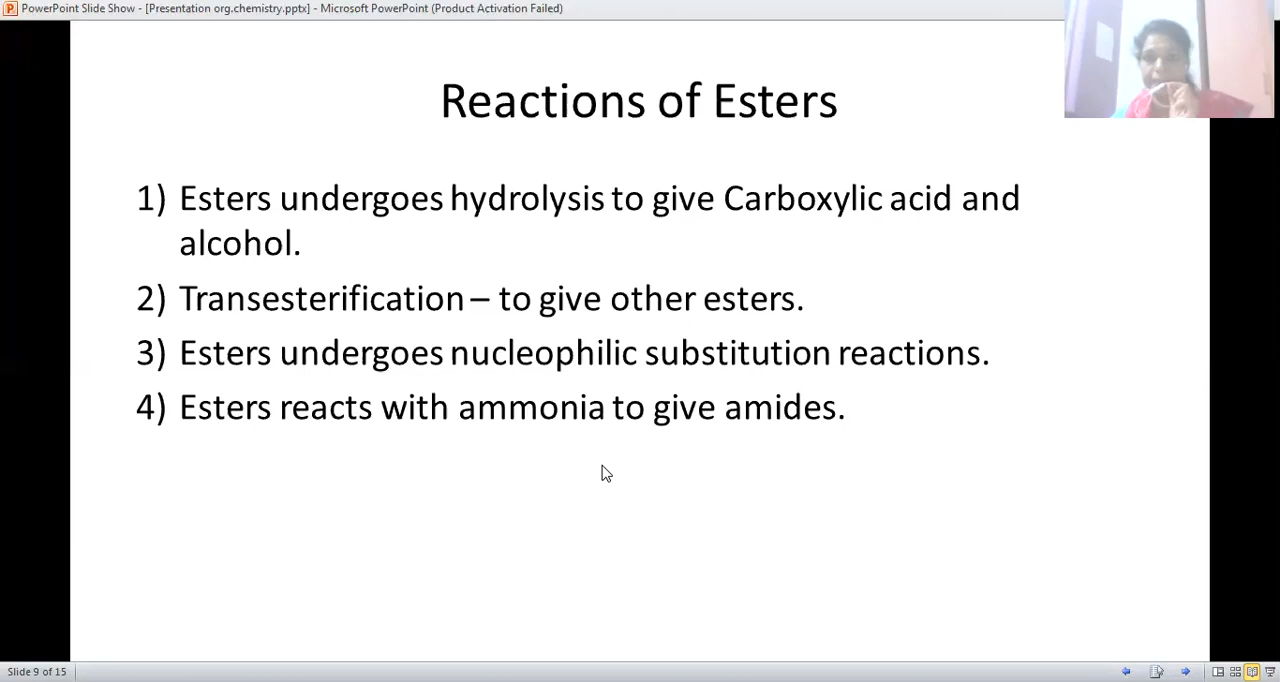 PowerPoint Slide Show - [Presentation org.chemistry.pptx] - Microsoft PowerPoint (Product Activation Failed)
Reactions of Esters
1) Esters undergoes hydrolysis to give Carboxylic acid and
alcohol.
2) Transesterification – to give other esters.
3) Esters undergoes nucleophilic substitution reactions.
4) Esters reacts with ammonia to give amides.
Slide 9 of 15